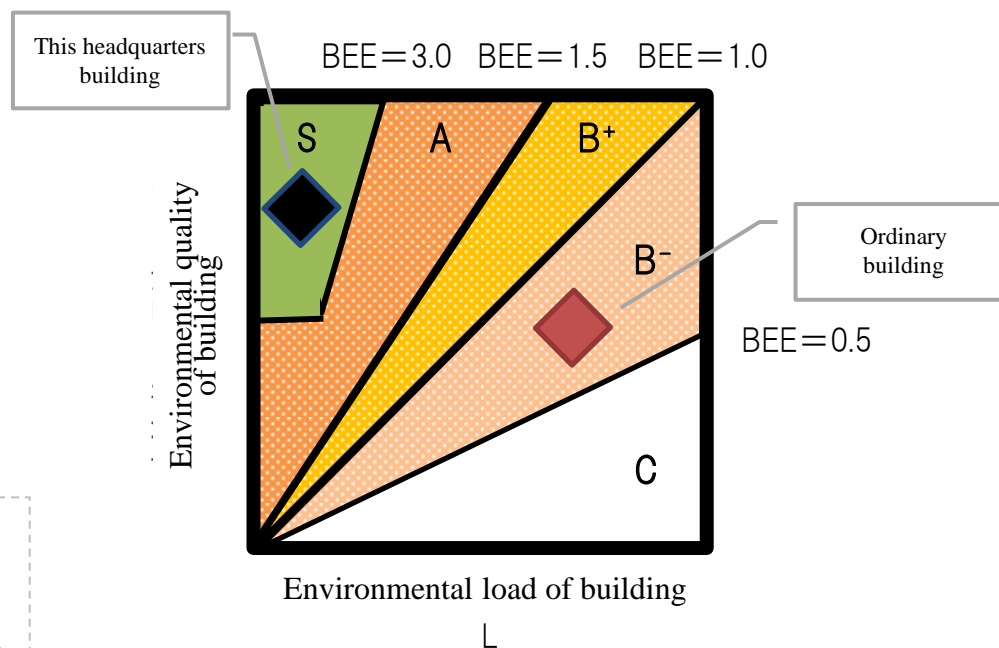 This headquarters
building
BEE=3.0 BEE=1.5 BEE=1.0
S
A
B⁺
B⁻
C
Ordinary
building
BEE=0.5
Environmental quality
of building
Environmental load of building
L